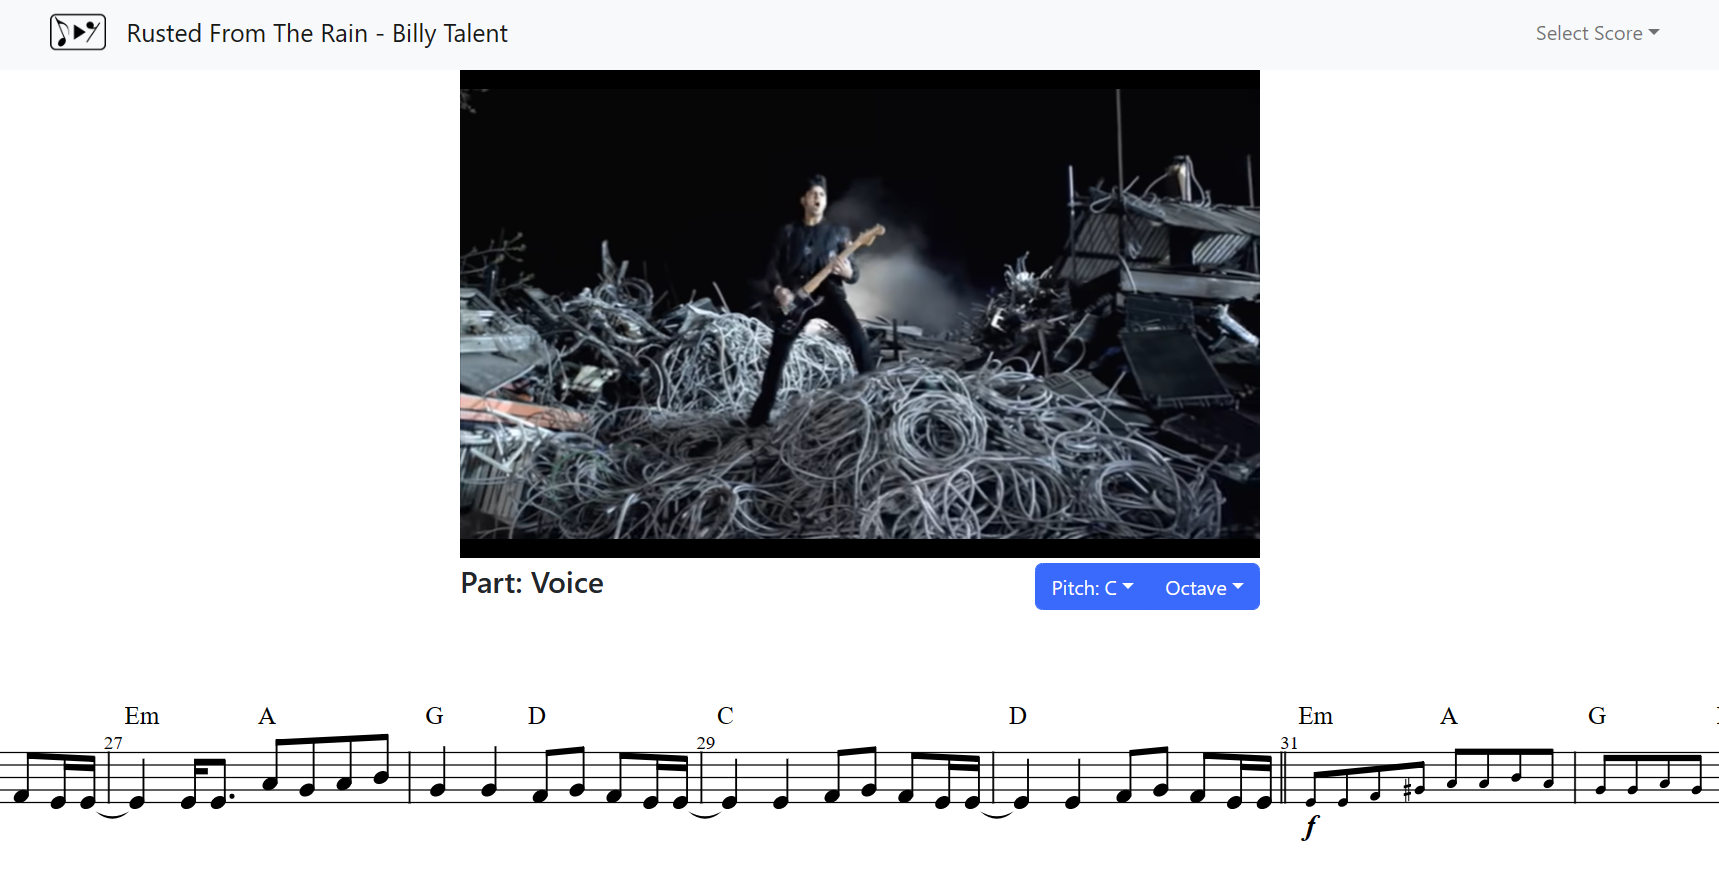 Rusted From The Rain - Billy Talent
Select Score
Part: Voice
Pitch: C
Octave
Em A G D C D Em A G
27 29 31
f